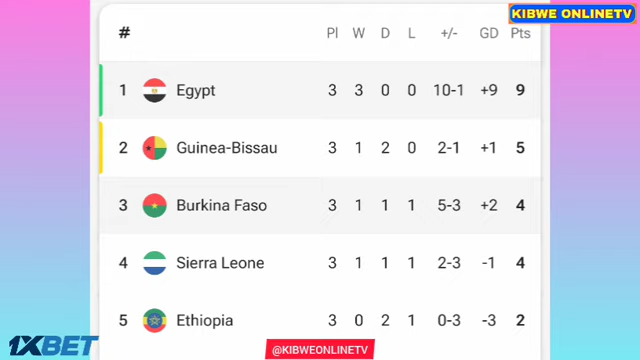 KIBWE ONLINETV
# Pl W D L +/- GD Pts
1 Egypt 3 3 0 0 10-1 +9 9
2 Guinea-Bissau 3 1 2 0 2-1 +1 5
3 Burkina Faso 3 1 1 1 5-3 +2 4
4 Sierra Leone 3 1 1 1 2-3 -1 4
5 Ethiopia 3 0 2 1 0-3 -3 2
1XBET
@KIBWEONLINETV